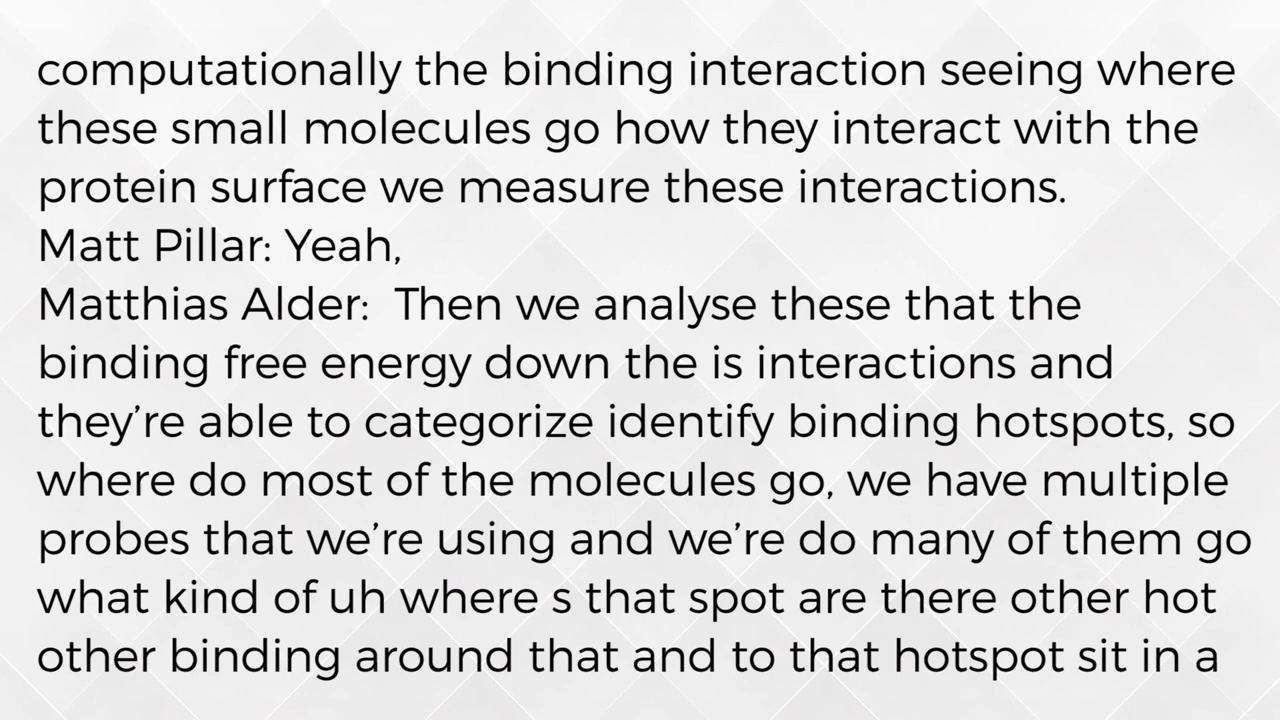 computationally the binding interaction seeing where
these small molecules go how they interact with the
protein surface we measure these interactions.
Matt Pillar: Yeah,
Matthias Alder:  Then we analyse these that the
binding free energy down the is interactions and
they’re able to categorize identify binding hotspots, so
where do most of the molecules go, we have multiple
probes that we’re using and we’re do many of them go
what kind of uh where s that spot are there other hot
other binding around that and to that hotspot sit in a